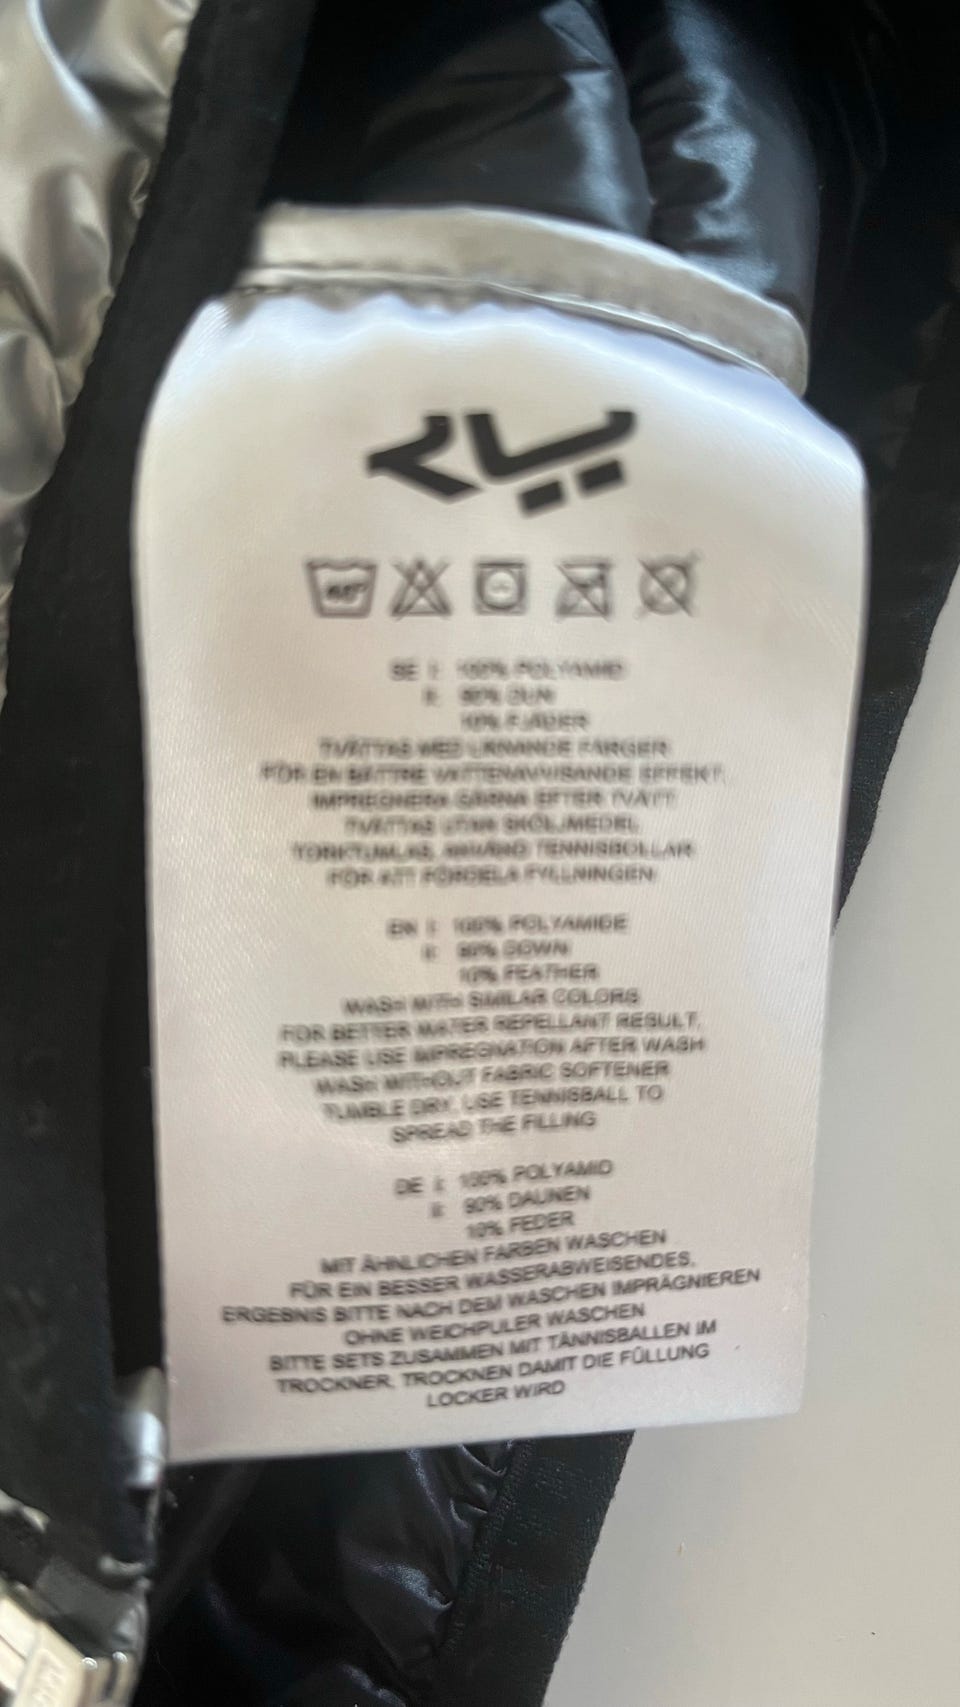 SE I: 100% POLYAMID
II: 90% DUN
10% FJÄDER
TVÄTTAS MED LIKNANDE FÄRGER
FÖR EN BÄTTRE VATTENAVVISANDE EFFEKT,
IMPREGNERA GÄRNA EFTER TVÄTT
TVÄTTAS UTAN SKÖLJMEDEL
TORKTUMLAS, ANVÄND TENNISBOLLAR
FÖR ATT FÖRDELA FYLLNINGEN
EN I: 100% POLYAMIDE
II: 90% DOWN
10% FEATHER
WASH WITH SIMILAR COLORS
FOR BETTER WATER REPELLANT RESULT,
PLEASE USE IMPREGNATION AFTER WASH
WASH WITHOUT FABRIC SOFTENER
TUMBLE DRY, USE TENNISBALL TO
SPREAD THE FILLING
DE I: 100% POLYAMID
II: 90% DAUNEN
10% FEDER
MIT ÄHNLICHEN FARBEN WASCHEN
FÜR EIN BESSER WASSERABWEISENDES,
ERGEBNIS BITTE NACH DEM WASCHEN IMPRÄGNIEREN
OHNE WEICHPULER WASCHEN
BITTE SETS ZUSAMMEN MIT TÄNNISBALLEN IM
TROCKNER, TROCKNEN DAMIT DIE FÜLLUNG
LOCKER WIRD